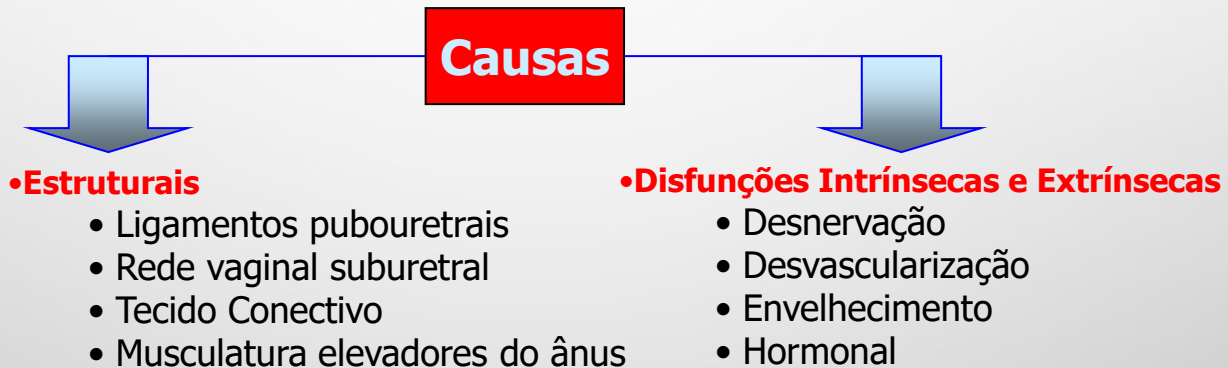 Causas
•Estruturais
• Ligamentos pubouretrais
• Rede vaginal suburetral
• Tecido Conectivo
• Musculatura elevadores do ânus
•Disfunções Intrínsecas e Extrínsecas
• Desnervação
• Desvascularização
• Envelhecimento
• Hormonal